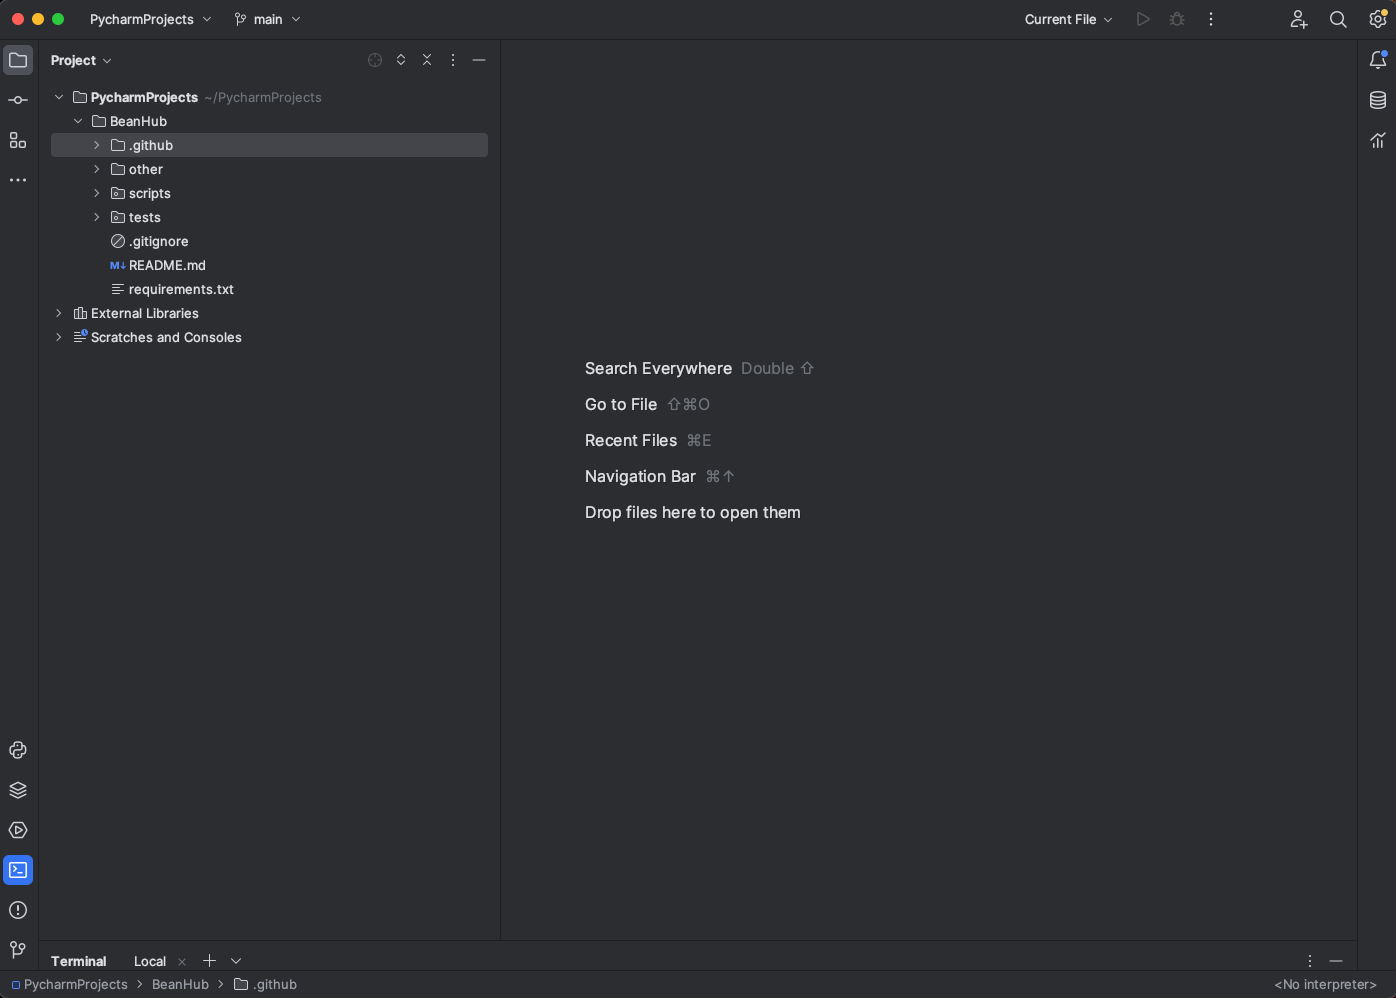 PycharmProjects main Current File
Project
PycharmProjects ~/PycharmProjects
BeanHub
.github
other
scripts
tests
.gitignore
M↓ README.md
requirements.txt
External Libraries
Scratches and Consoles
Search Everywhere Double ⇧
Go to File ⇧⌘O
Recent Files ⌘E
Navigation Bar ⌘↑
Drop files here to open them
Terminal Local
PycharmProjects > BeanHub > .github <No interpreter>